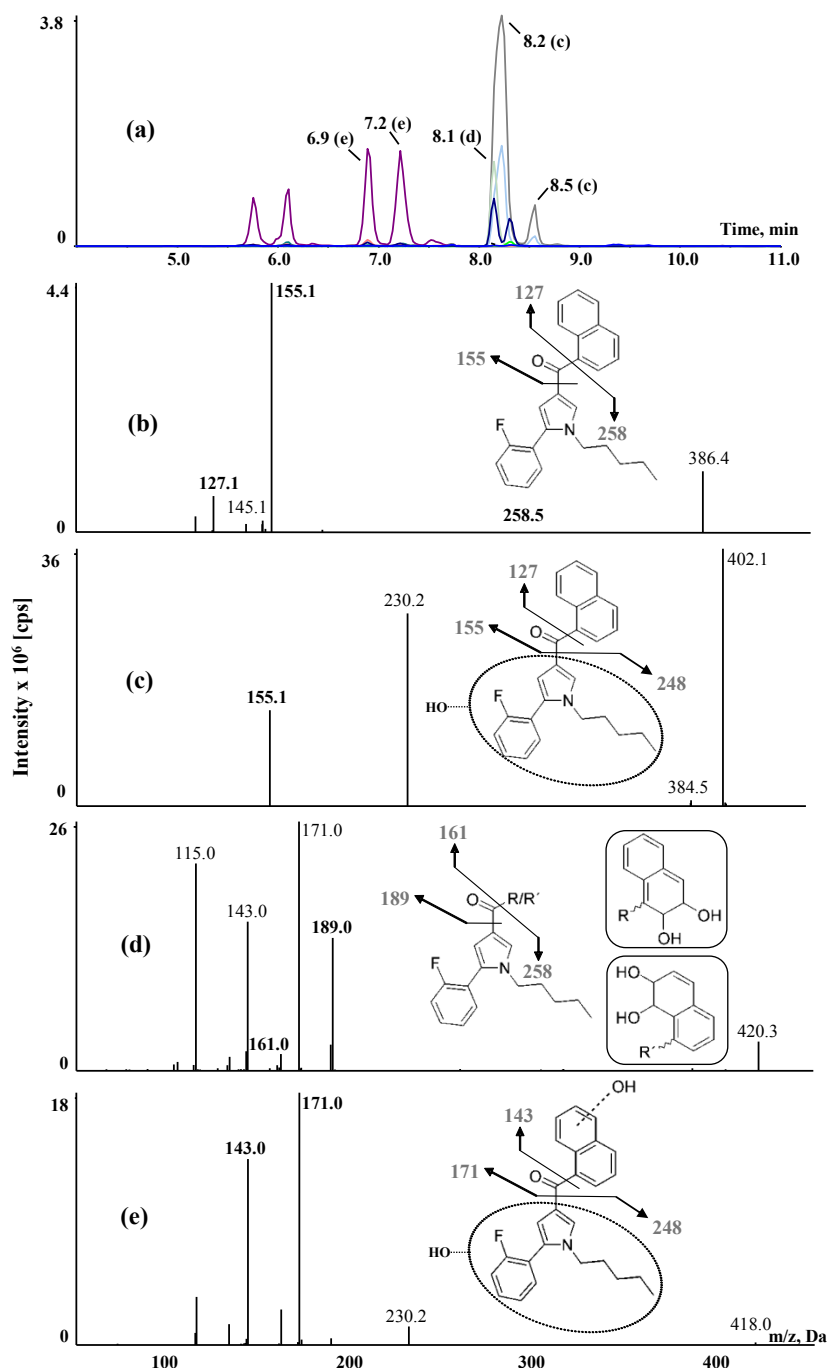 3.8
8.2 (c)
(a)
7.2 (e)
6.9 (e)
8.1 (d)
8.5 (c)
Time, min
0
5.0 6.0 7.0 8.0 9.0 10.0 11.0
4.4
155.1
127
O
155
(b)
F
N
258
386.4
127.1
145.1
258.5
0
36
402.1
127
230.2
O
155
(c)
248
155.1
F
N
HO
384.5
0
Intensity x 10⁶ [cps]
26
171.0
161
115.0
O
R/R´
143.0
189
189.0
R
OH
OH
(d)
F
N
258
HO
HO
R´
420.3
161.0
0
18
171.0
OH
143.0
143
171
O
(e)
248
F
N
HO
230.2
418.0
0
m/z, Da
100 200 300 400